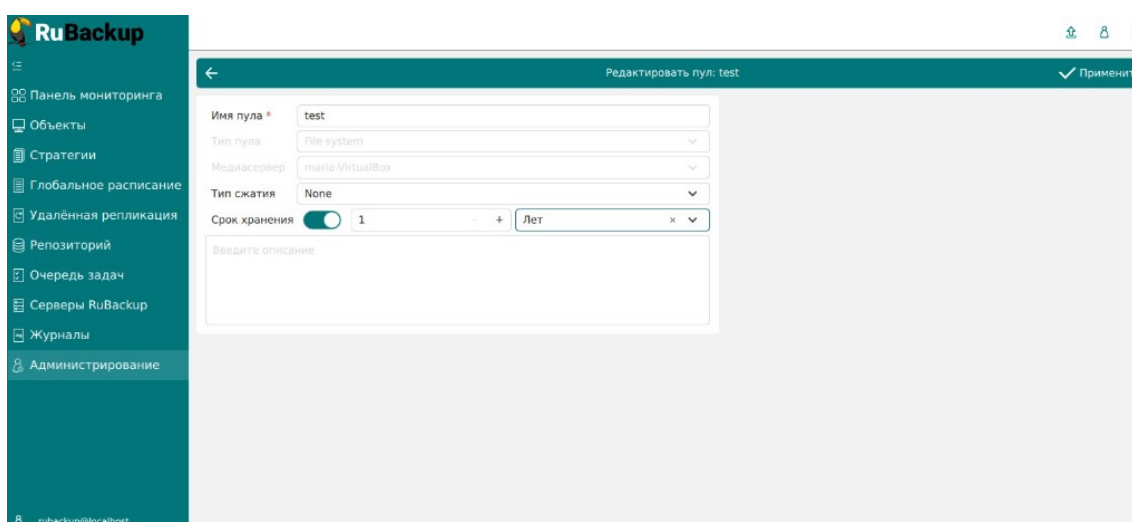 RuBackup
Редактировать пул: test
Применит
Панель мониторинга
Объекты
Стратегии
Глобальное расписание
Удалённая репликация
Репозиторий
Очередь задач
Серверы RuBackup
Журналы
Администрирование
Имя пула *
test
Тип пула
File system
Медиасервер
maria-VirtualBox
Тип сжатия
None
Срок хранения
1
- +
Лет
×
Введите описание
rubackup@localhost